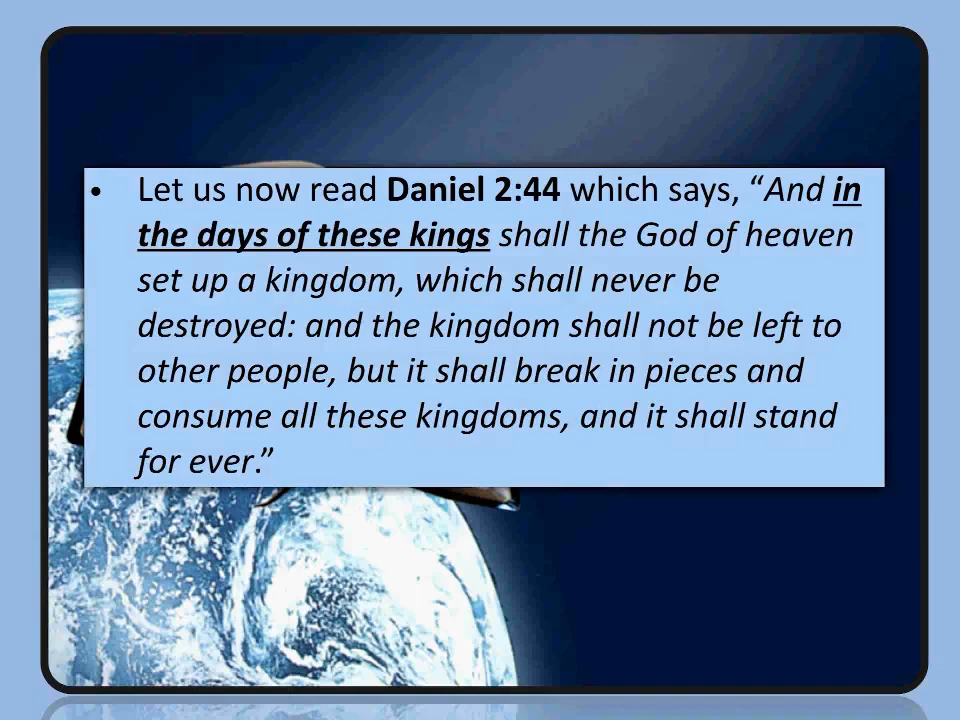 • Let us now read Daniel 2:44 which says, “And in
the days of these kings shall the God of heaven
set up a kingdom, which shall never be
destroyed: and the kingdom shall not be left to
other people, but it shall break in pieces and
consume all these kingdoms, and it shall stand
for ever.”